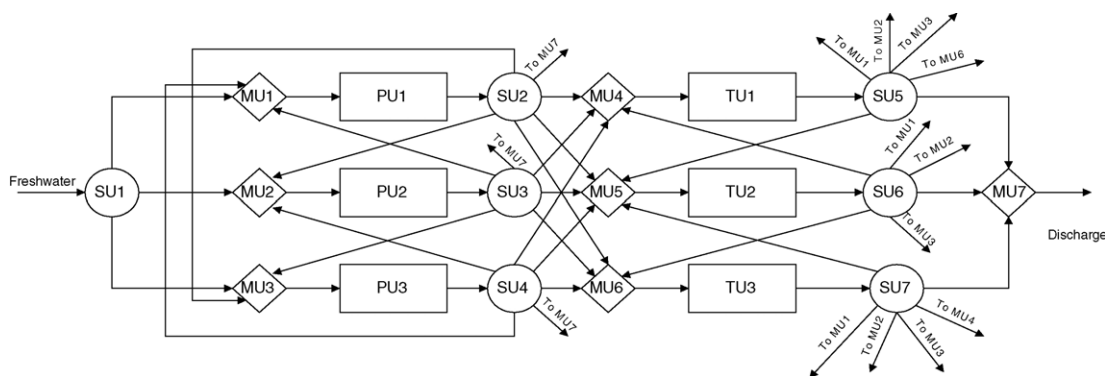 To MU1
To MU2
To MU3
To MU6
To MU7
MU1
PU1
SU2
MU4
TU1
SU5
To MU7
To MU1
To MU2
Freshwater
SU1
MU2
PU2
SU3
MU5
TU2
SU6
MU7
To MU3
Discharge
MU3
PU3
SU4
MU6
TU3
SU7
To MU7
To MU1
To MU2
To MU3
To MU4